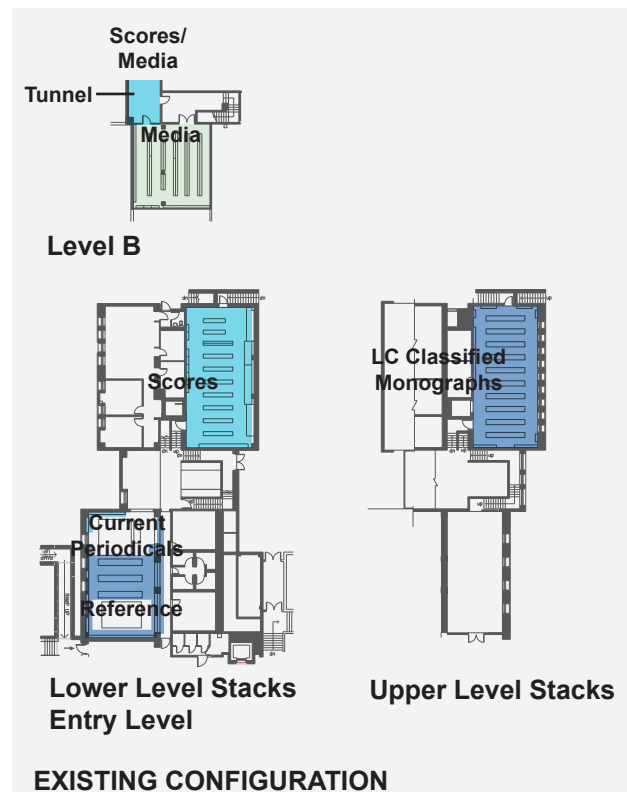 Scores/
Media
Tunnel
Media
Level B
Scores
LC Classified
Monographs
Current
Periodicals
Reference
Lower Level Stacks
Entry Level
Upper Level Stacks
EXISTING CONFIGURATION